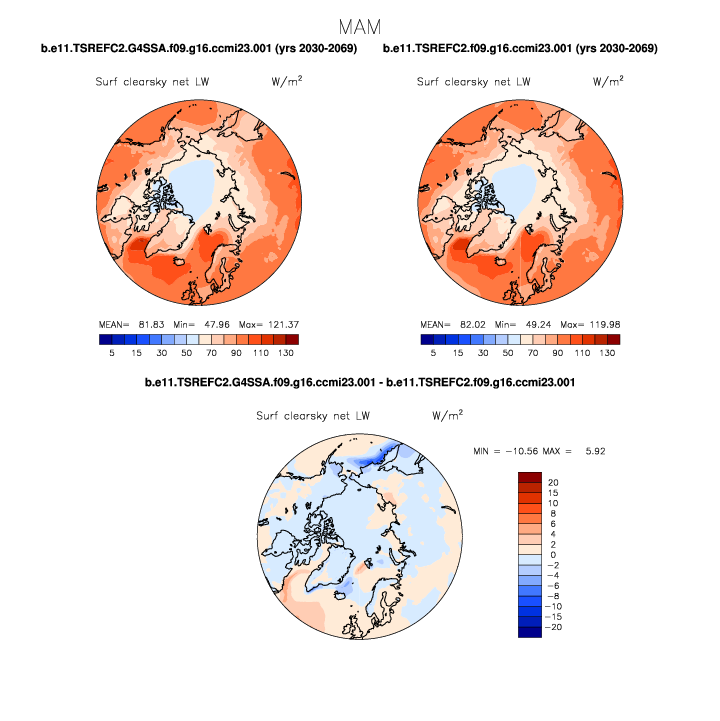 MAM
b.e11.TSREFC2.G4SSA.f09.g16.ccmi23.001 (yrs 2030-2069) b.e11.TSREFC2.f09.g16.ccmi23.001 (yrs 2030-2069)
Surf clearsky net LW W/m² Surf clearsky net LW W/m²
MEAN= 81.83 Min= 47.96 Max= 121.37 MEAN= 82.02 Min= 49.24 Max= 119.98
5 15 30 50 70 90 110 130 5 15 30 50 70 90 110 130
b.e11.TSREFC2.G4SSA.f09.g16.ccmi23.001 - b.e11.TSREFC2.f09.g16.ccmi23.001
Surf clearsky net LW W/m²
MIN = −10.56 MAX = 5.92
20
15
10
8
6
4
2
0
−2
−4
−6
−8
−10
−15
−20